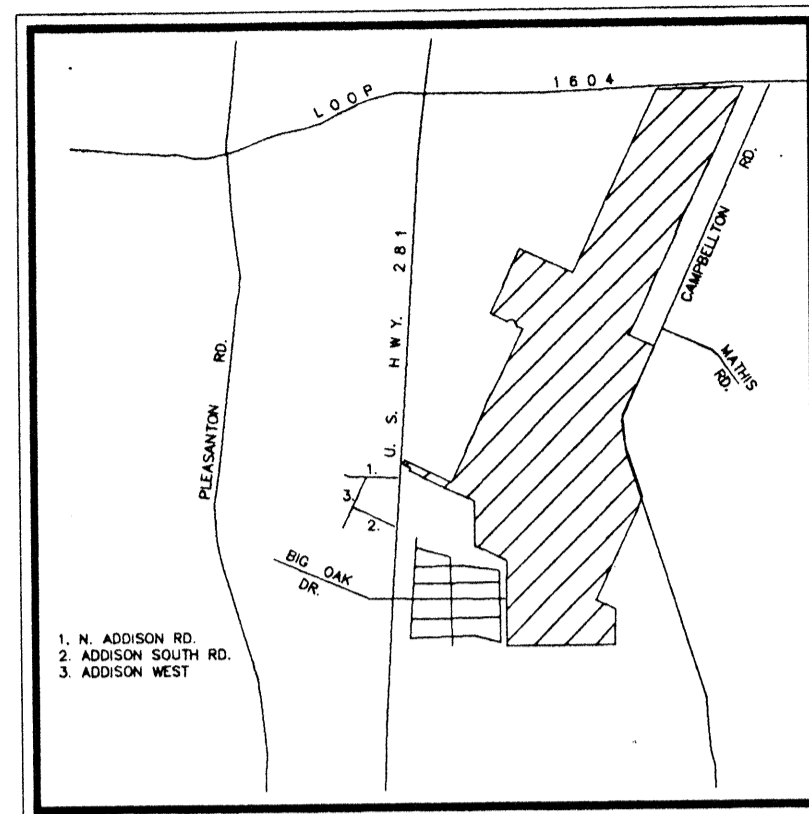 LOOP 1604
CAMPBELLTON RD.
U. S. HWY. 281
PLEASANTON RD.
MATHIS
RD.
1.
3.
2.
BIG OAK
DR.
1. N. ADDISON RD.
2. ADDISON SOUTH RD.
3. ADDISON WEST